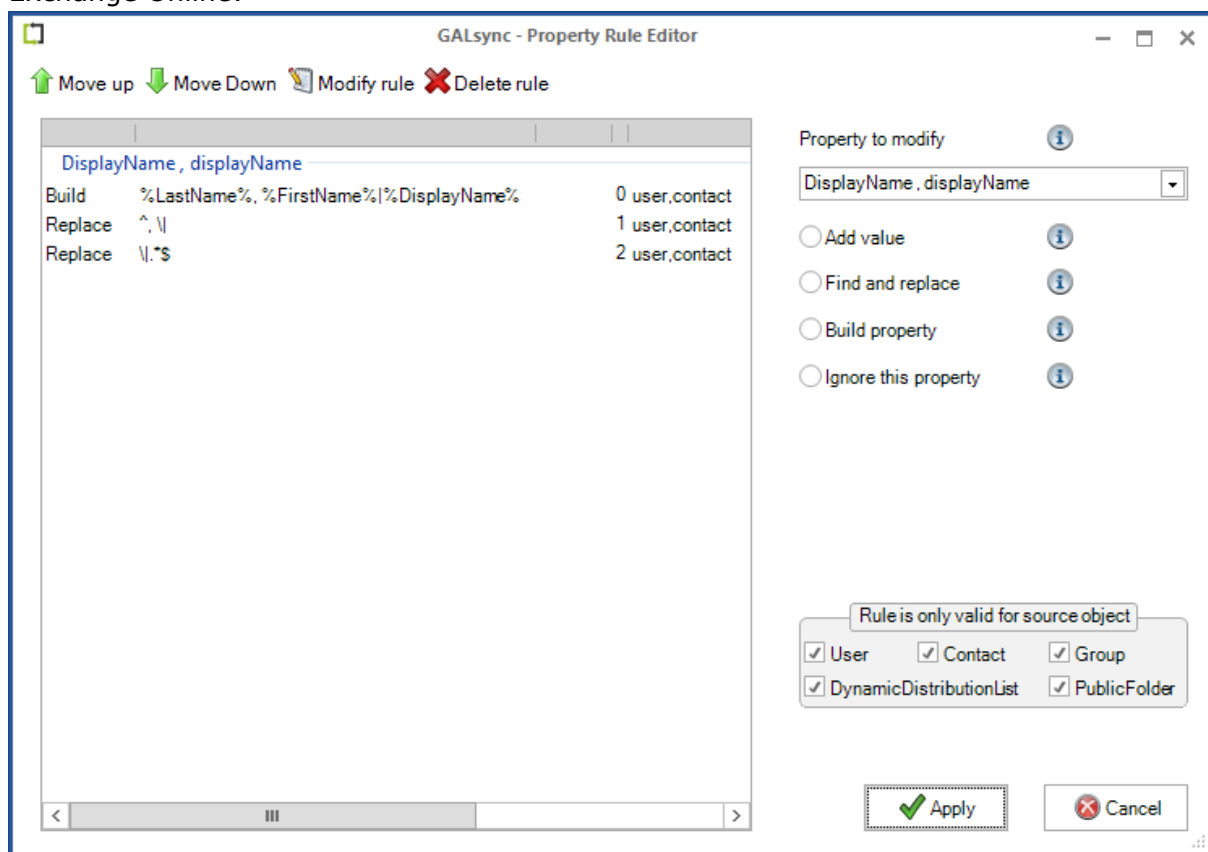 GALsync - Property Rule Editor
Move up Move Down Modify rule Delete rule
DisplayName , displayName
Build %LastName%, %FirstName%|%DisplayName% 0 user,contact
Replace ^, \| 1 user,contact
Replace \|.*$ 2 user,contact
Property to modify
DisplayName , displayName
Add value
Find and replace
Build property
Ignore this property
Rule is only valid for source object
User Contact Group
DynamicDistributionList PublicFolder
Apply Cancel